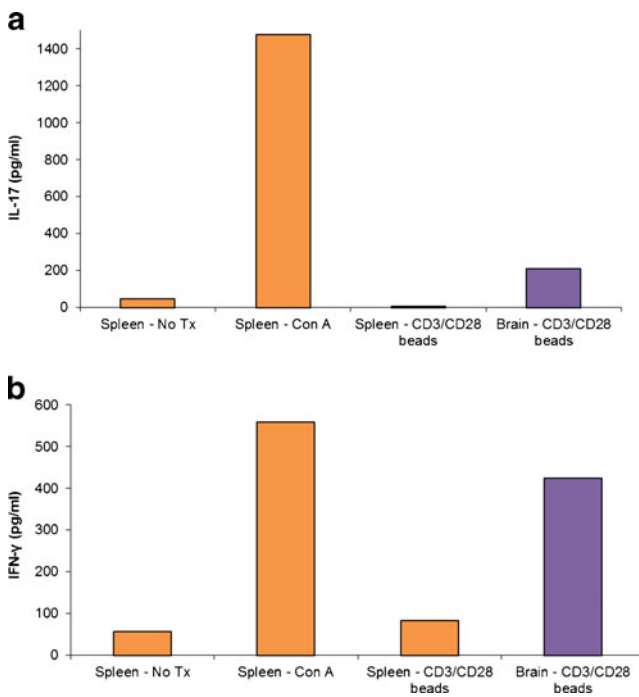 a
IL-17 (pg/ml)
1400
1200
1000
800
600
400
200
0
Spleen - No Tx
Spleen - Con A
Spleen - CD3/CD28
beads
Brain - CD3/CD28
beads
b
IFN-γ (pg/ml)
600
500
400
300
200
100
0
Spleen - No Tx
Spleen - Con A
Spleen - CD3/CD28
beads
Brain - CD3/CD28
beads